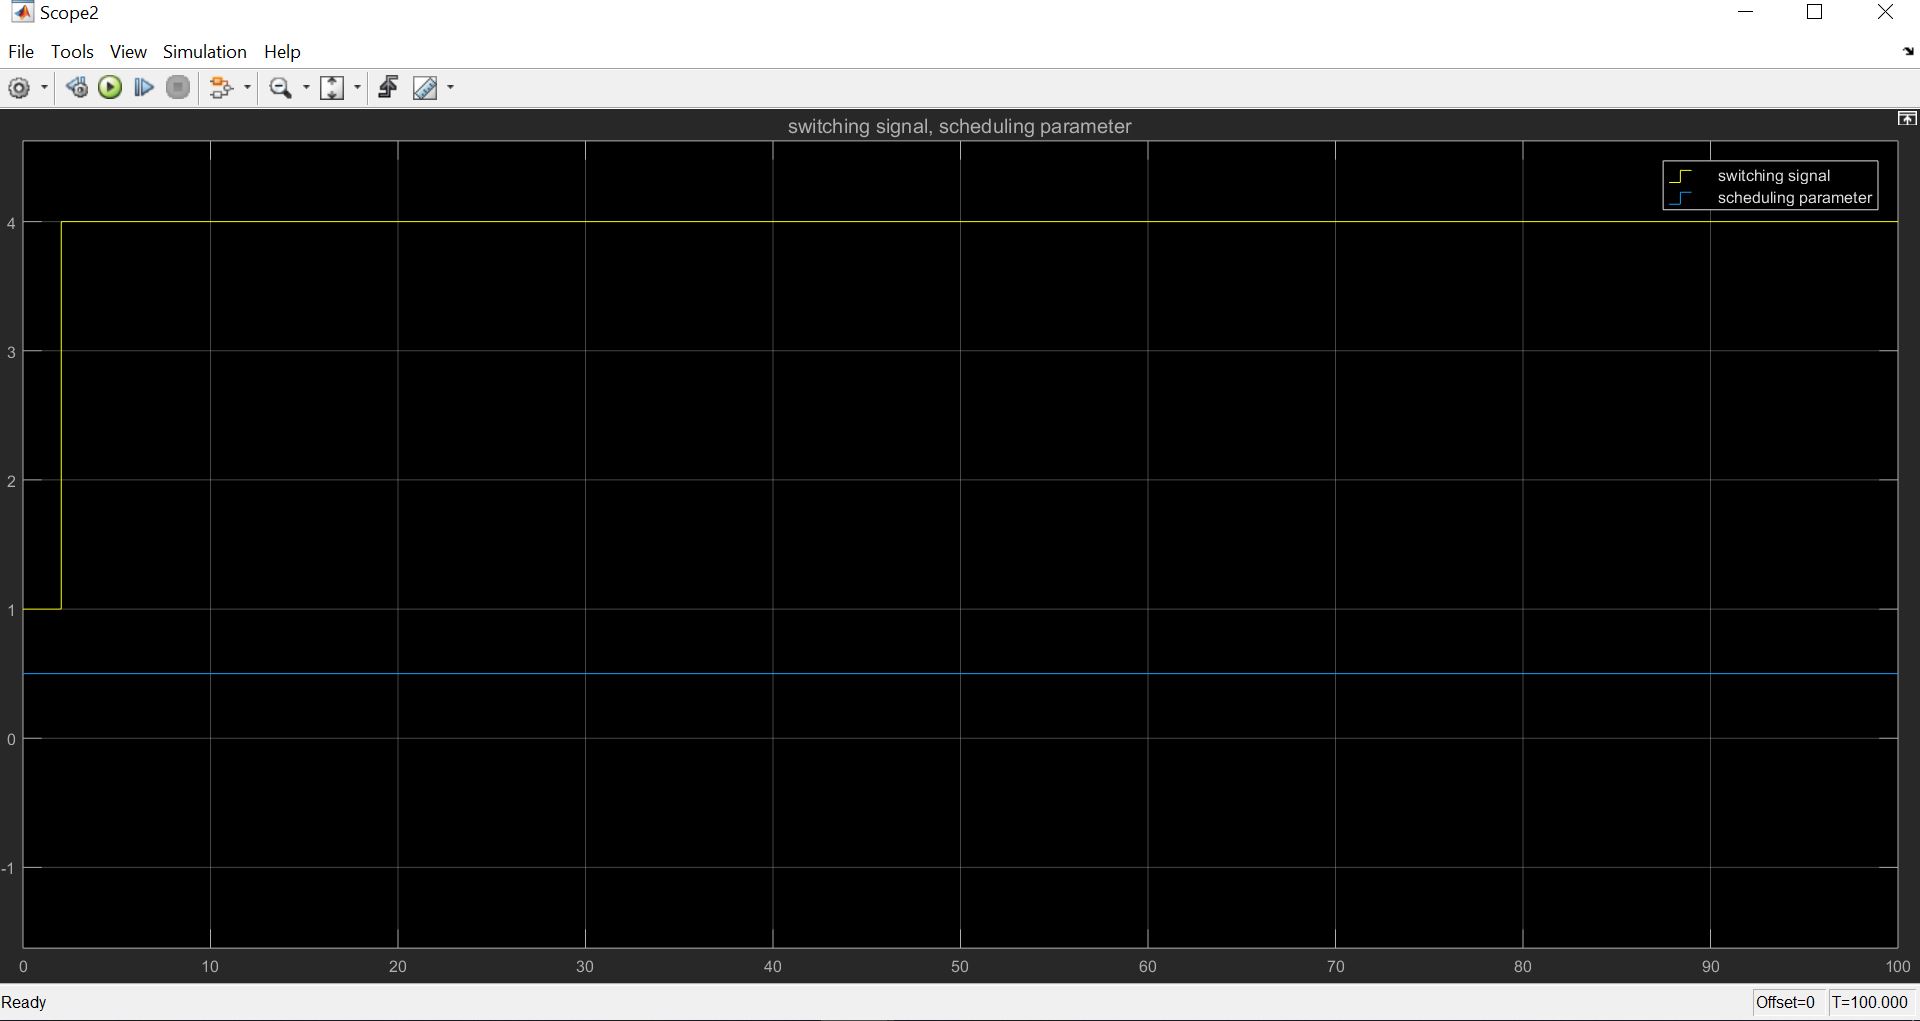 Scope2
File Tools View Simulation Help
switching signal, scheduling parameter
switching signal
scheduling parameter
4
3
2
1
0
-1
0 10 20 30 40 50 60 70 80 90 100
Ready Offset=0 T=100.000